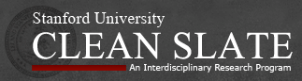 Stanford University
CLEAN SLATE
An Interdisciplinary Research Program